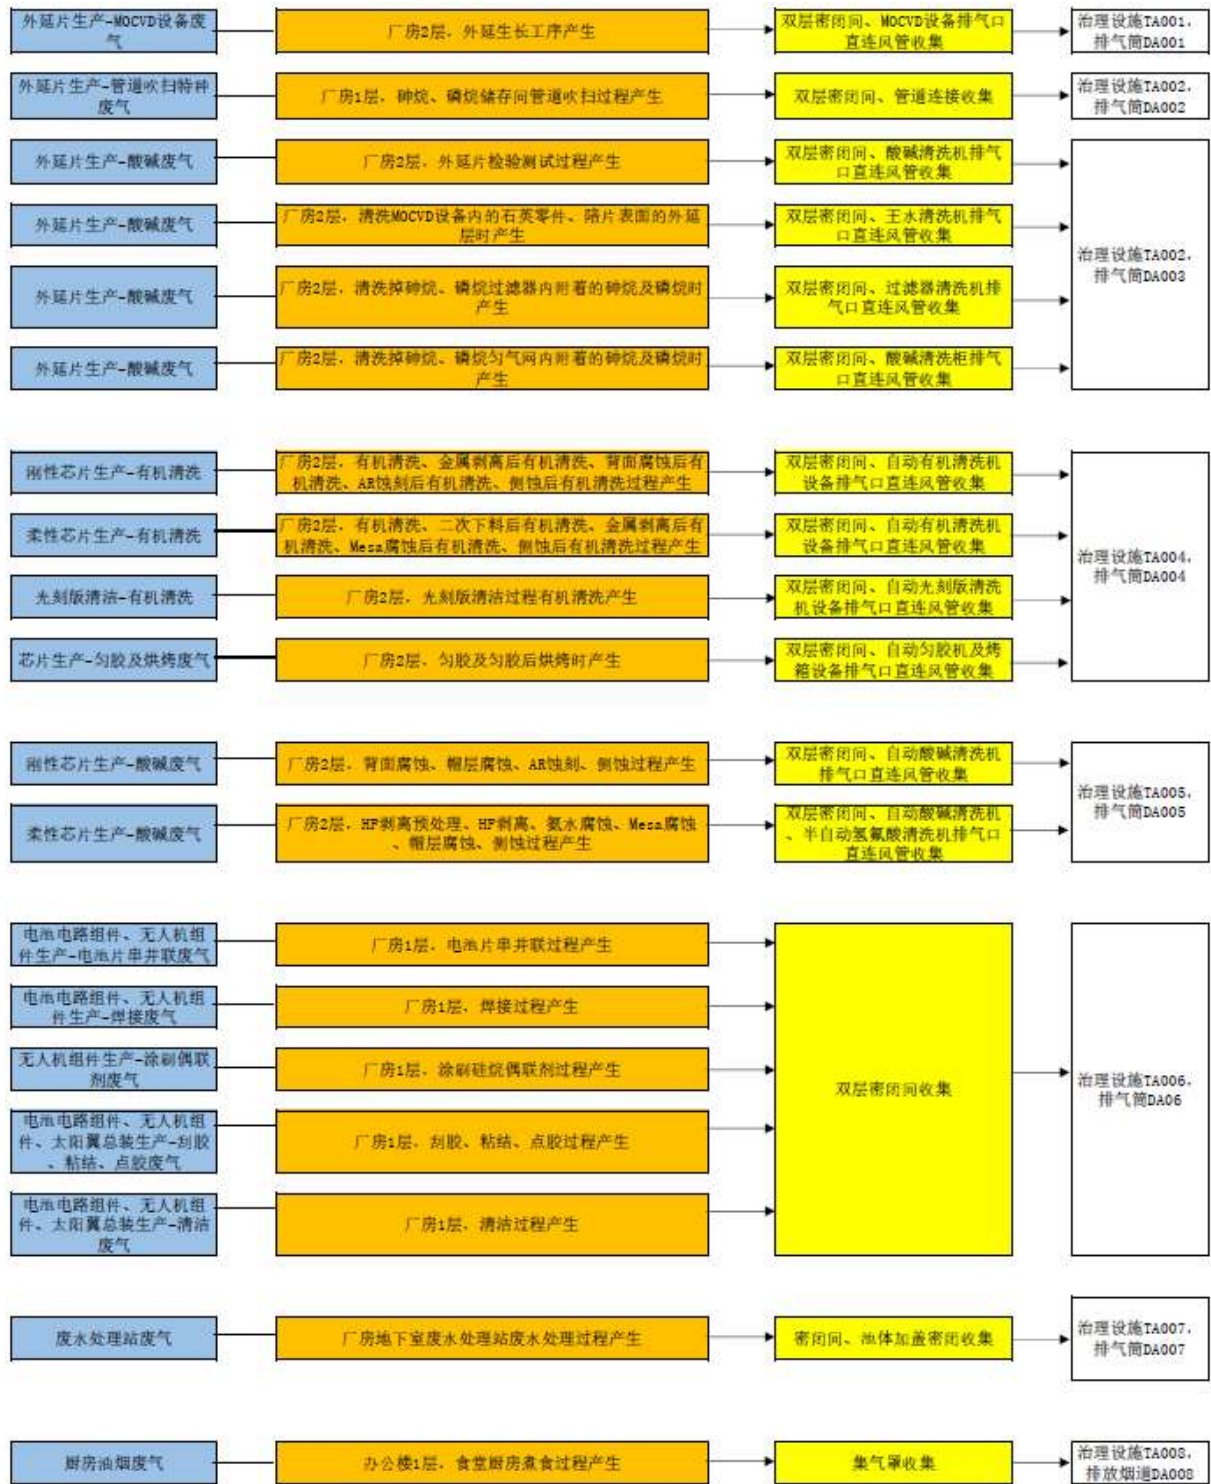 外延片生产-MOCVD设备废
气
厂房2层，外延生长工序产生
双层密闭间、MOCVD设备排气口
直连风管收集
治理设施TA001，
排气筒DA001
外延片生产-管道吹扫特种
废气
厂房1层，砷烷、磷烷储存间管道吹扫过程产生
双层密闭间、管道连接收集
治理设施TA002，
排气筒DA002
外延片生产-酸碱废气
厂房2层，外延片检验测试过程产生
双层密闭间、酸碱清洗机排气
口直连风管收集
外延片生产-酸碱废气
厂房2层，清洗MOCVD设备内的石英零件、陪片表面的外延
层时产生
双层密闭间、王水清洗机排气
口直连风管收集
治理设施TA002，
排气筒DA003
外延片生产-酸碱废气
厂房2层，清洗掉砷烷、磷烷过滤器内附着的砷烷及磷烷时
产生
双层密闭间、过滤器清洗机排
气口直连风管收集
外延片生产-酸碱废气
厂房2层，清洗掉砷烷、磷烷匀气网内附着的砷烷及磷烷时
产生
双层密闭间、酸碱清洗柜排气
口直连风管收集
刚性芯片生产-有机清洗
厂房2层，有机清洗、金属剥离后有机清洗、背面腐蚀后有
机清洗、AR蚀刻后有机清洗、侧蚀后有机清洗过程产生
双层密闭间、自动有机清洗机
设备排气口直连风管收集
柔性芯片生产-有机清洗
厂房2层，有机清洗、二次下料后有机清洗、金属剥离后有
机清洗、Mesa腐蚀后有机清洗、侧蚀后有机清洗过程产生
双层密闭间、自动有机清洗机
设备排气口直连风管收集
治理设施TA004，
排气筒DA004
光刻版清洁-有机清洗
厂房2层，光刻版清洁过程有机清洗产生
双层密闭间、自动光刻版清洗
机设备排气口直连风管收集
芯片生产-匀胶及烘烤废气
厂房2层，匀胶及匀胶后烘烤时产生
双层密闭间、自动匀胶机及烤
箱设备排气口直连风管收集
刚性芯片生产-酸碱废气
厂房2层，背面腐蚀、帽层腐蚀、AR蚀刻、侧蚀过程产生
双层密闭间、自动酸碱清洗机
排气口直连风管收集
治理设施TA005，
排气筒DA005
柔性芯片生产-酸碱废气
厂房2层，HF剥离预处理、HF剥离、氨水腐蚀、Mesa腐蚀
、帽层腐蚀、侧蚀过程产生
双层密闭间、自动酸碱清洗机
、半自动氢氟酸清洗机排气口
直连风管收集
电池电路组件、无人机组
件生产-电池片串并联废气
厂房1层，电池片串并联过程产生
电池电路组件、无人机组
件生产-焊接废气
厂房1层，焊接过程产生
无人机组件生产-涂刷偶联
剂废气
厂房1层，涂刷硅烷偶联剂过程产生
双层密闭间收集
治理设施TA006，
排气筒DA06
电池电路组件、无人机组
件、太阳翼总装生产-刮胶
、粘结、点胶废气
厂房1层，刮胶、粘结、点胶过程产生
电池电路组件、无人机组
件、太阳翼总装生产-清洁
废气
厂房1层，清洁过程产生
废水处理站废气
厂房地下室废水处理站废水处理过程产生
密闭间、池体加盖密闭收集
治理设施TA007，
排气筒DA007
厨房油烟废气
办公楼1层，食堂厨房煮食过程产生
集气罩收集
治理设施TA008，
排放烟道DA008